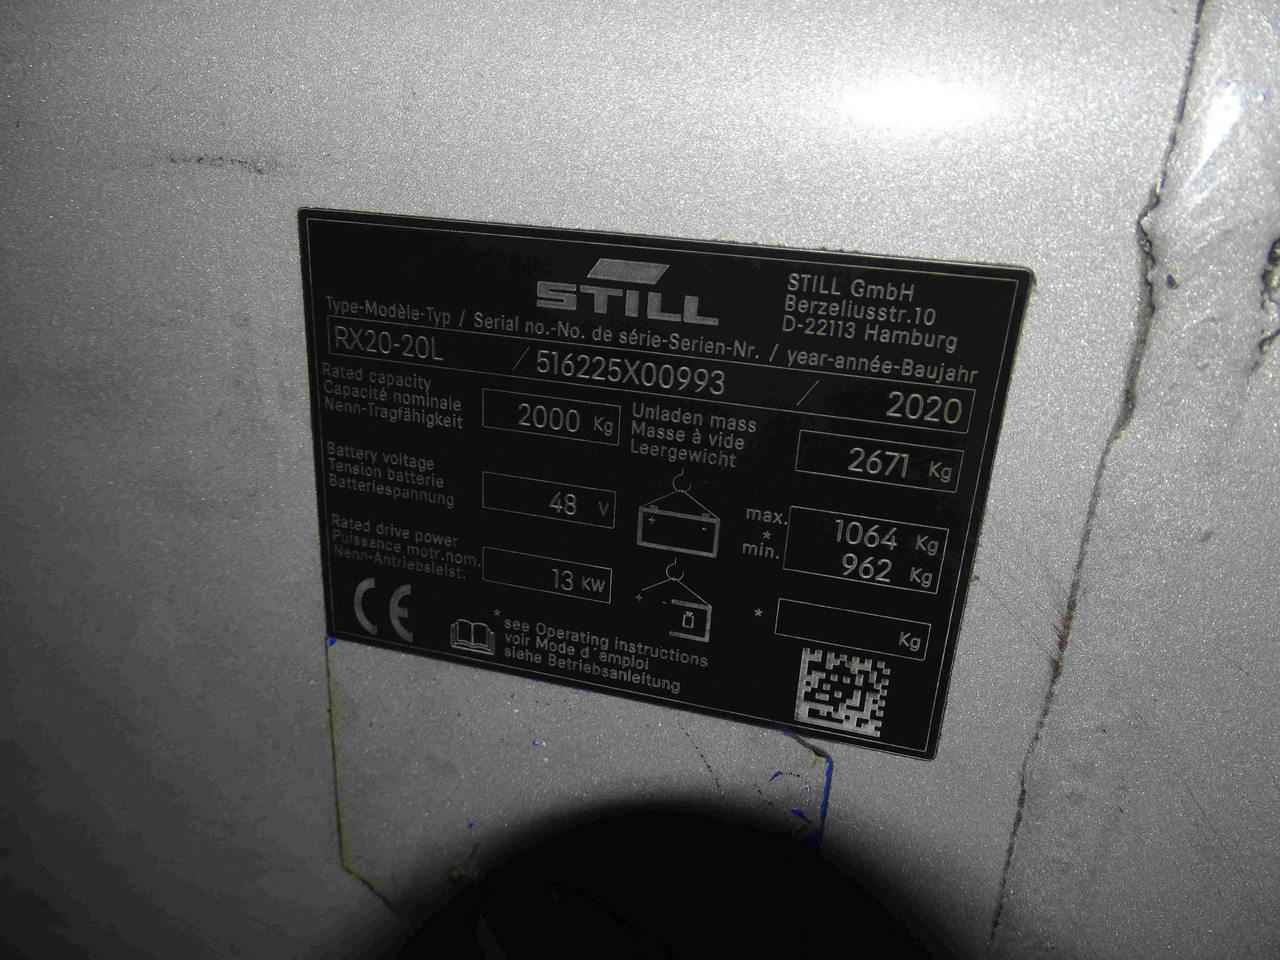 STILL
STILL GmbH
Berzeliusstr.10
D-22113 Hamburg
Type-Modèle-Typ / Serial no.-No. de série-Serien-Nr. / year-année-Baujahr
RX20-20L / 516225X00993 / 2020
Rated capacity
Capacité nominale
Nenn-Tragfähigkeit
2000 Kg
Unladen mass
Masse à vide
Leergewicht
2671 Kg
Battery voltage
Tension batterie
Batteriespannung
48 V
+ -
max. 1064 Kg
*
min. 962 Kg
Rated drive power
Puissance motr.nom.
Nenn-Antriebsleist.
13 KW
+ -
* Kg
CE
* see Operating instructions
voir Mode d´emploi
siehe Betriebsanleitung